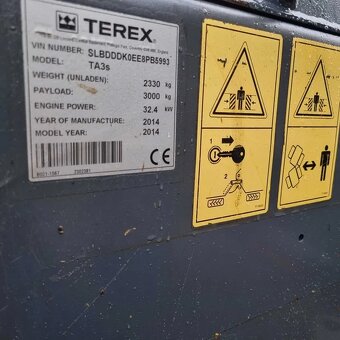 TEREX
VIN NUMBER: SLBDDDK0EE8PB5993
MODEL: TA3s
WEIGHT (UNLADEN): 2330 kg
PAYLOAD: 3000 kg
ENGINE POWER: 32.4 kW
YEAR OF MANUFACTURE: 2014
MODEL YEAR: 2014
CE
1
2